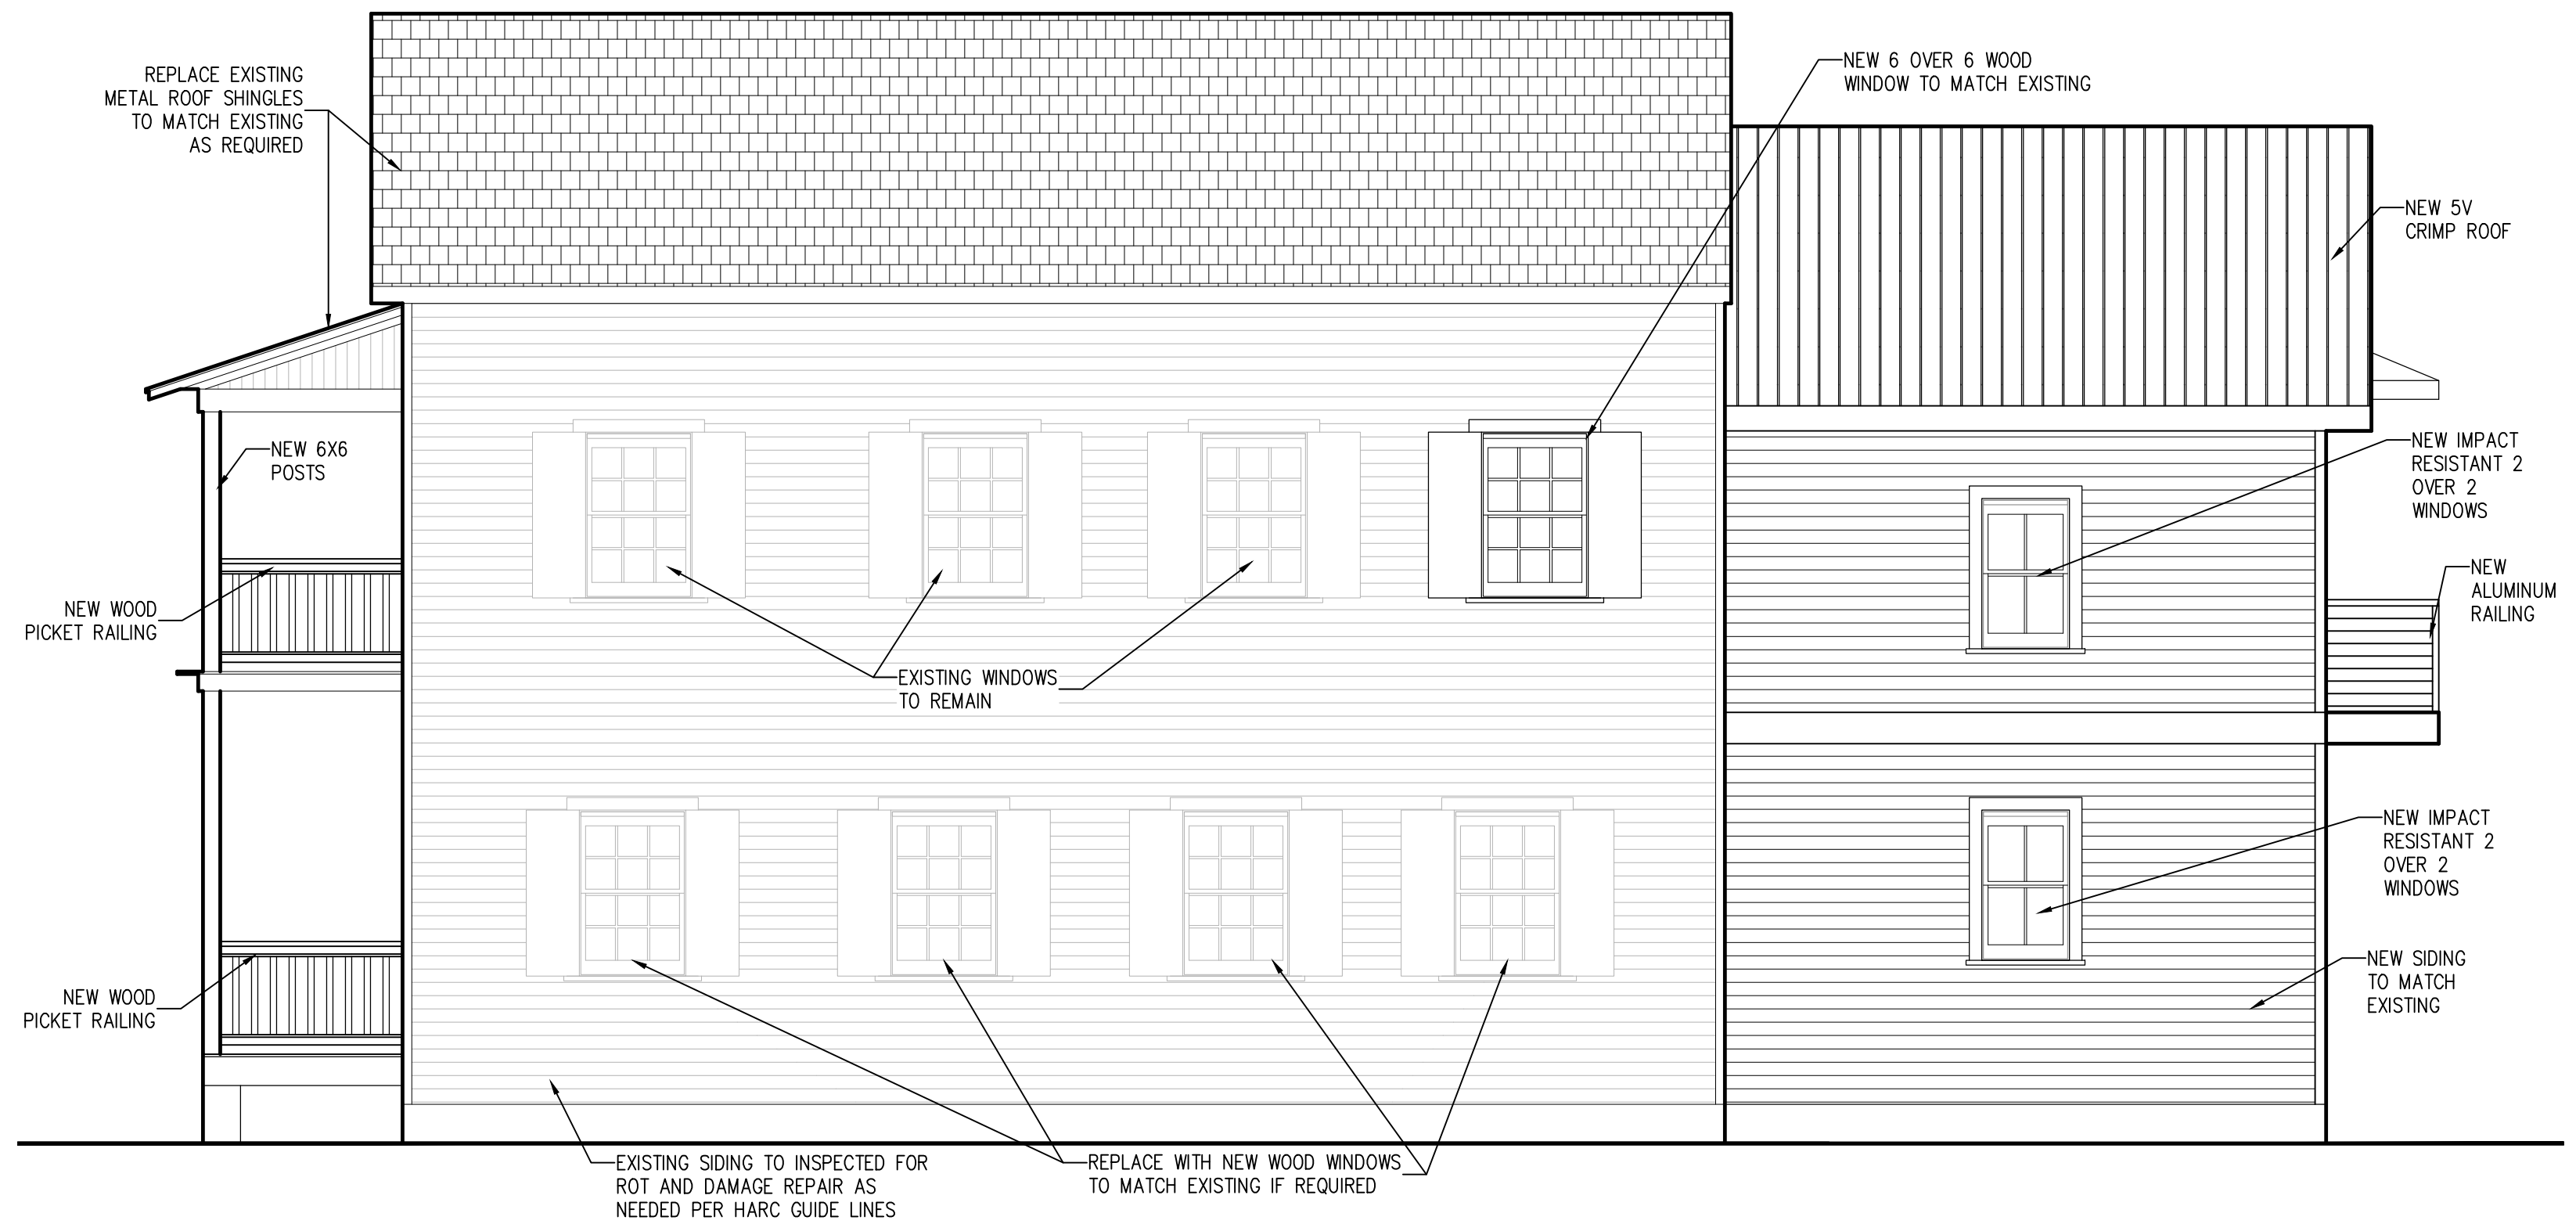 REPLACE EXISTING
METAL ROOF SHINGLES
TO MATCH EXISTING
AS REQUIRED
NEW 6 OVER 6 WOOD
WINDOW TO MATCH EXISTING
NEW 5V
CRIMP ROOF
NEW 6X6
POSTS
NEW IMPACT
RESISTANT 2
OVER 2
WINDOWS
NEW
ALUMINUM
RAILING
NEW WOOD
PICKET RAILING
EXISTING WINDOWS
TO REMAIN
NEW IMPACT
RESISTANT 2
OVER 2
WINDOWS
NEW SIDING
TO MATCH
EXISTING
NEW WOOD
PICKET RAILING
EXISTING SIDING TO INSPECTED FOR
ROT AND DAMAGE REPAIR AS
NEEDED PER HARC GUIDE LINES
REPLACE WITH NEW WOOD WINDOWS
TO MATCH EXISTING IF REQUIRED